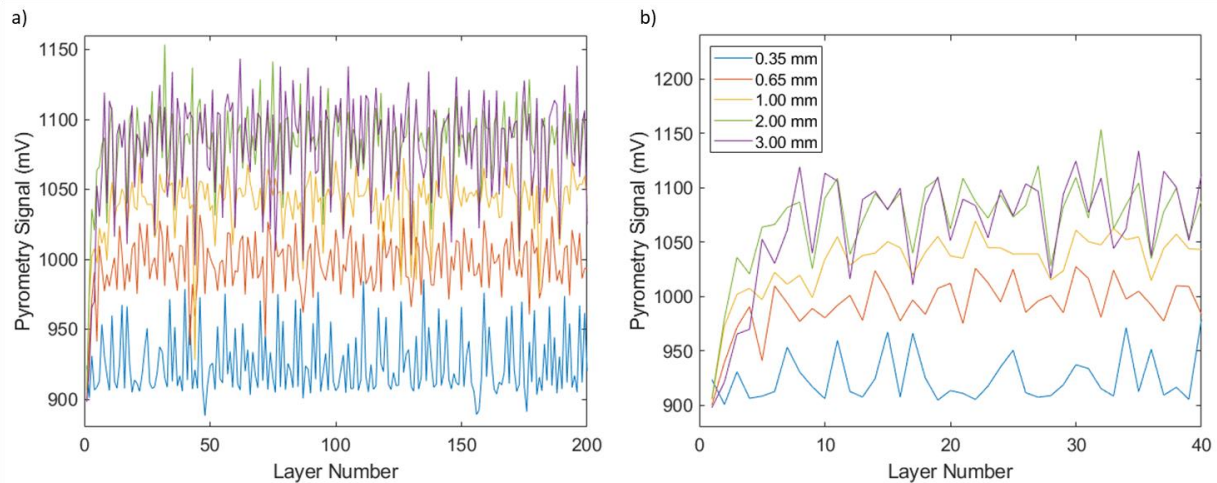 a)
1150
1100
1050
1000
950
900
0
50
100
150
200
Pyrometry Signal (mV)
Layer Number
b)
0.35 mm
0.65 mm
1.00 mm
2.00 mm
3.00 mm
1200
1150
1100
1050
1000
950
900
0
10
20
30
40
Pyrometry Signal (mV)
Layer Number